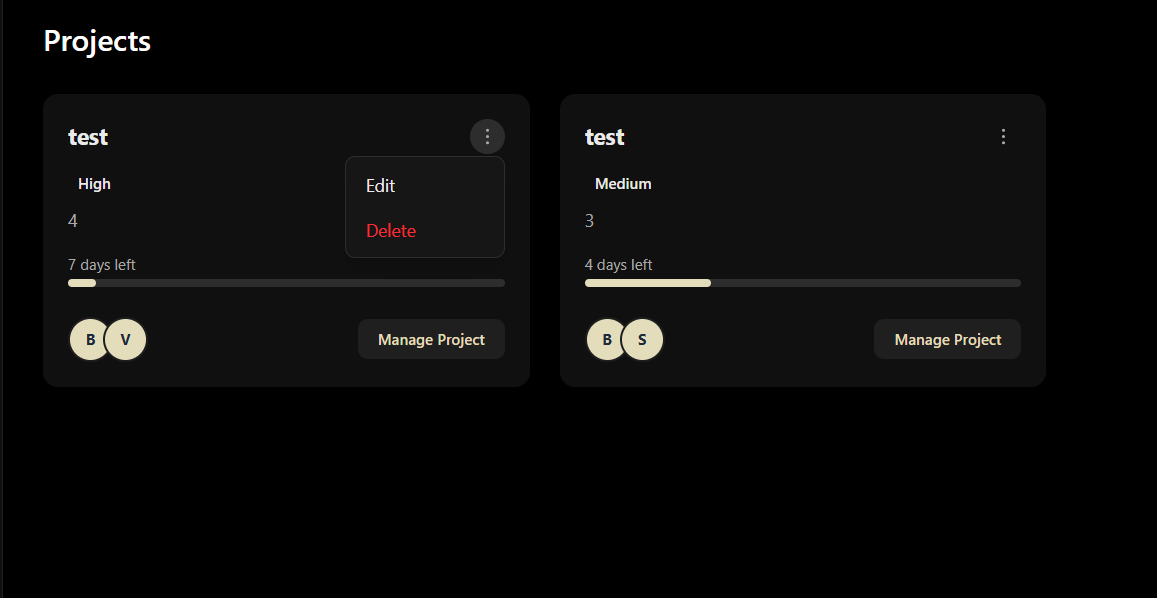 Projects
test
High
Edit
4
Delete
7 days left
B V
Manage Project
test
Medium
3
4 days left
B S
Manage Project